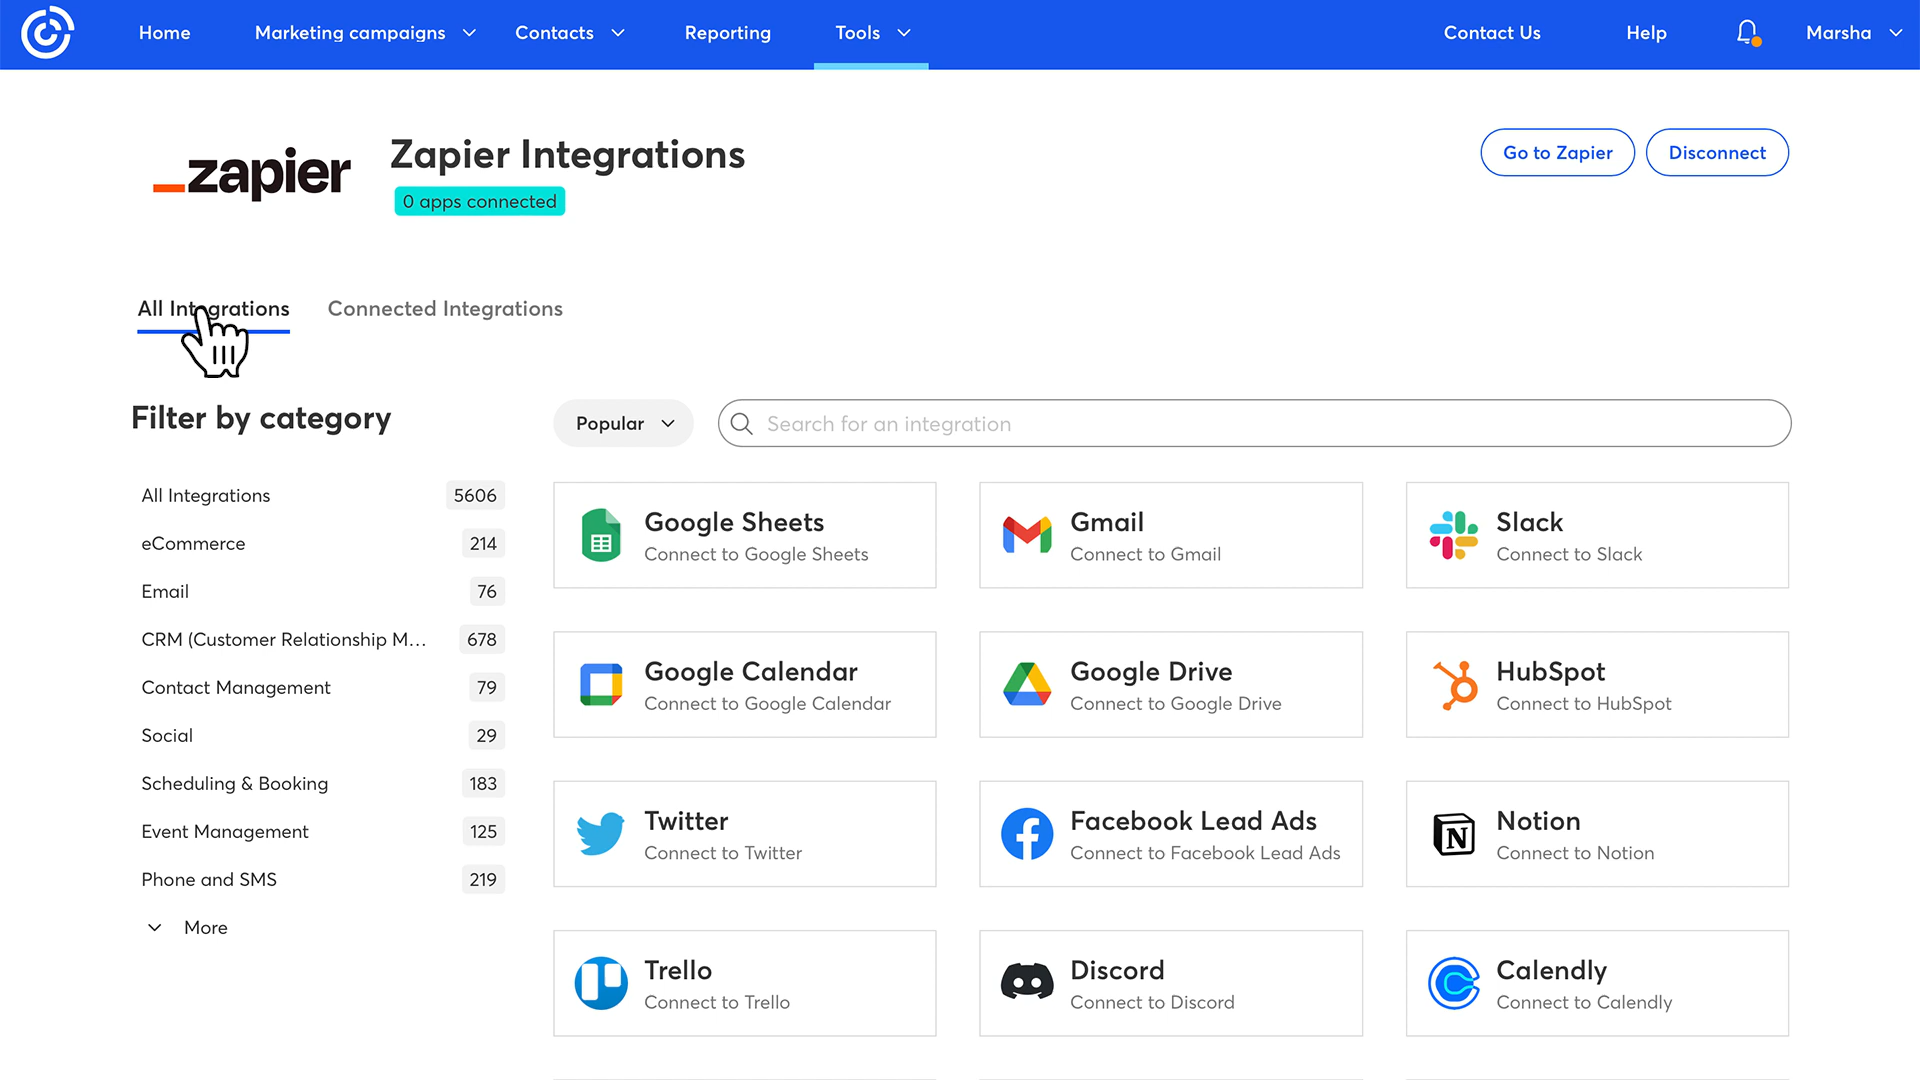 Home
Marketing campaigns
Contacts
Reporting
Tools
Contact Us
Help
Marsha
zapier
Zapier Integrations
0 apps connected
Go to Zapier
Disconnect
All Integrations
Connected Integrations
Filter by category
Popular
Search for an integration
All Integrations 5606
eCommerce 214
Email 76
CRM (Customer Relationship M... 678
Contact Management 79
Social 29
Scheduling & Booking 183
Event Management 125
Phone and SMS 219
More
Google Sheets
Connect to Google Sheets
Gmail
Connect to Gmail
Slack
Connect to Slack
Google Calendar
Connect to Google Calendar
Google Drive
Connect to Google Drive
HubSpot
Connect to HubSpot
Twitter
Connect to Twitter
Facebook Lead Ads
Connect to Facebook Lead Ads
N
Notion
Connect to Notion
Trello
Connect to Trello
Discord
Connect to Discord
Calendly
Connect to Calendly